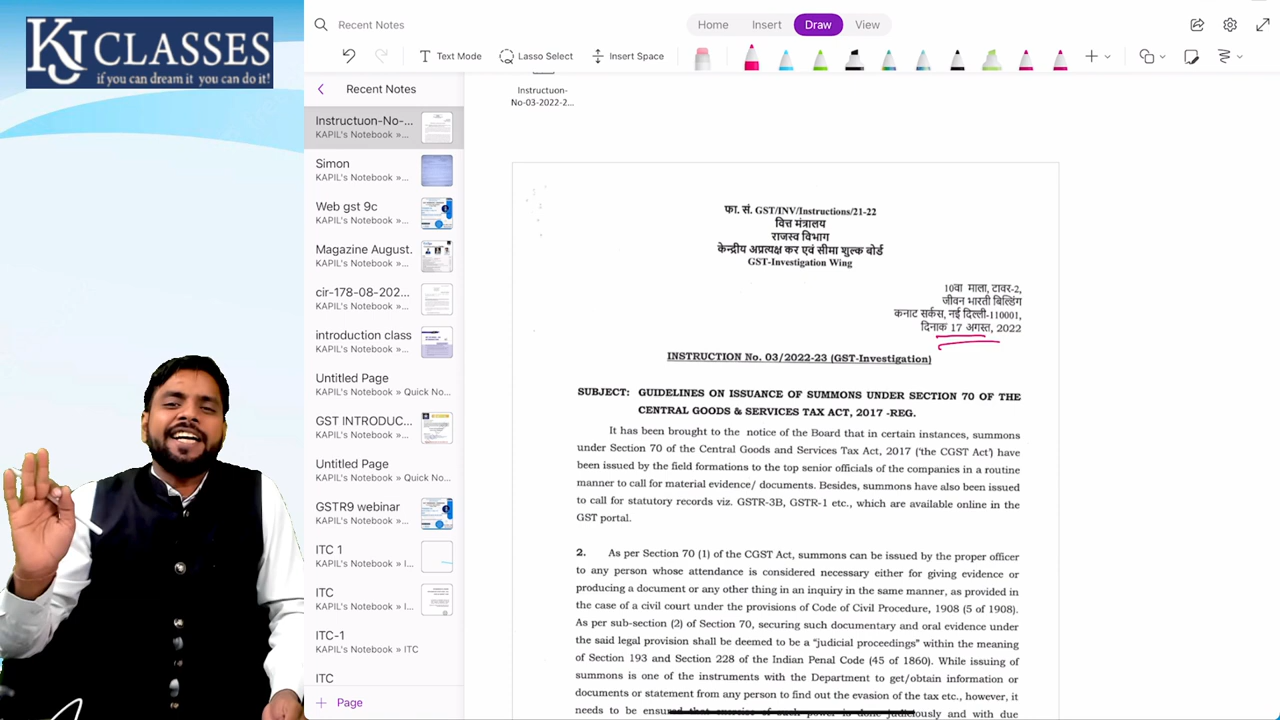 KJ CLASSES
if you can dream it you can do it!
Recent Notes
Home
Insert
Draw
View
Text Mode
Lasso Select
Insert Space
Recent Notes
Instructuon-No-...
KAPIL's Notebook »...
Simon
KAPIL's Notebook »...
Web gst 9c
KAPIL's Notebook »...
Magazine August.
KAPIL's Notebook »...
cir-178-08-202...
KAPIL's Notebook »...
Introduction class
KAPIL's Notebook »...
Untitled Page
KAPIL's Notebook » Quick No...
GST INTRODUC...
KAPIL's Notebook »...
Untitled Page
KAPIL's Notebook » Quick No...
GSTR9 webinar
KAPIL's Notebook »...
ITC 1
KAPIL's Notebook » I...
ITC
KAPIL's Notebook » I...
ITC-1
KAPIL's Notebook » ITC
ITC
Page
Instructuon-
No-03-2022-2...
फा. सं. GST/INV/Instructions/21-22
वित्त मंत्रालय
राजस्व विभाग
केन्द्रीय अप्रत्यक्ष कर एवं सीमा शुल्क बोर्ड
GST-Investigation Wing
10वा माला, टावर-2,
जीवन भारती बिल्डिंग
कनाट सर्कस, नई दिल्ली-110001,
दिनाक 17 अगस्त, 2022
INSTRUCTION No. 03/2022-23 (GST-Investigation)
SUBJECT: GUIDELINES ON ISSUANCE OF SUMMONS UNDER SECTION 70 OF THE
CENTRAL GOODS & SERVICES TAX ACT, 2017 -REG.
It has been brought to the notice of the Board that in certain instances, summons
under Section 70 of the Central Goods and Services Tax Act, 2017 ('the CGST Act') have
been issued by the field formations to the top senior officials of the companies in a routine
manner to call for material evidence/ documents. Besides, summons have also been issued
to call for statutory records viz. GSTR-3B, GSTR-1 etc., which are available online in the
GST portal.
2. As per Section 70 (1) of the CGST Act, summons can be issued by the proper officer
to any person whose attendance is considered necessary either for giving evidence or
producing a document or any other thing in an inquiry in the same manner, as provided in
the case of a civil court under the provisions of Code of Civil Procedure, 1908 (5 of 1908).
As per sub-section (2) of Section 70, securing such documentary and oral evidence under
the said legal provision shall be deemed to be a “judicial proceedings” within the meaning
of Section 193 and Section 228 of the Indian Penal Code (45 of 1860). While issuing of
summons is one of the instruments with the Department to get/obtain information or
documents or statement from any person to find out the evasion of the tax etc., however, it
needs to be ensured that exercise of such power is done judiciously and with due